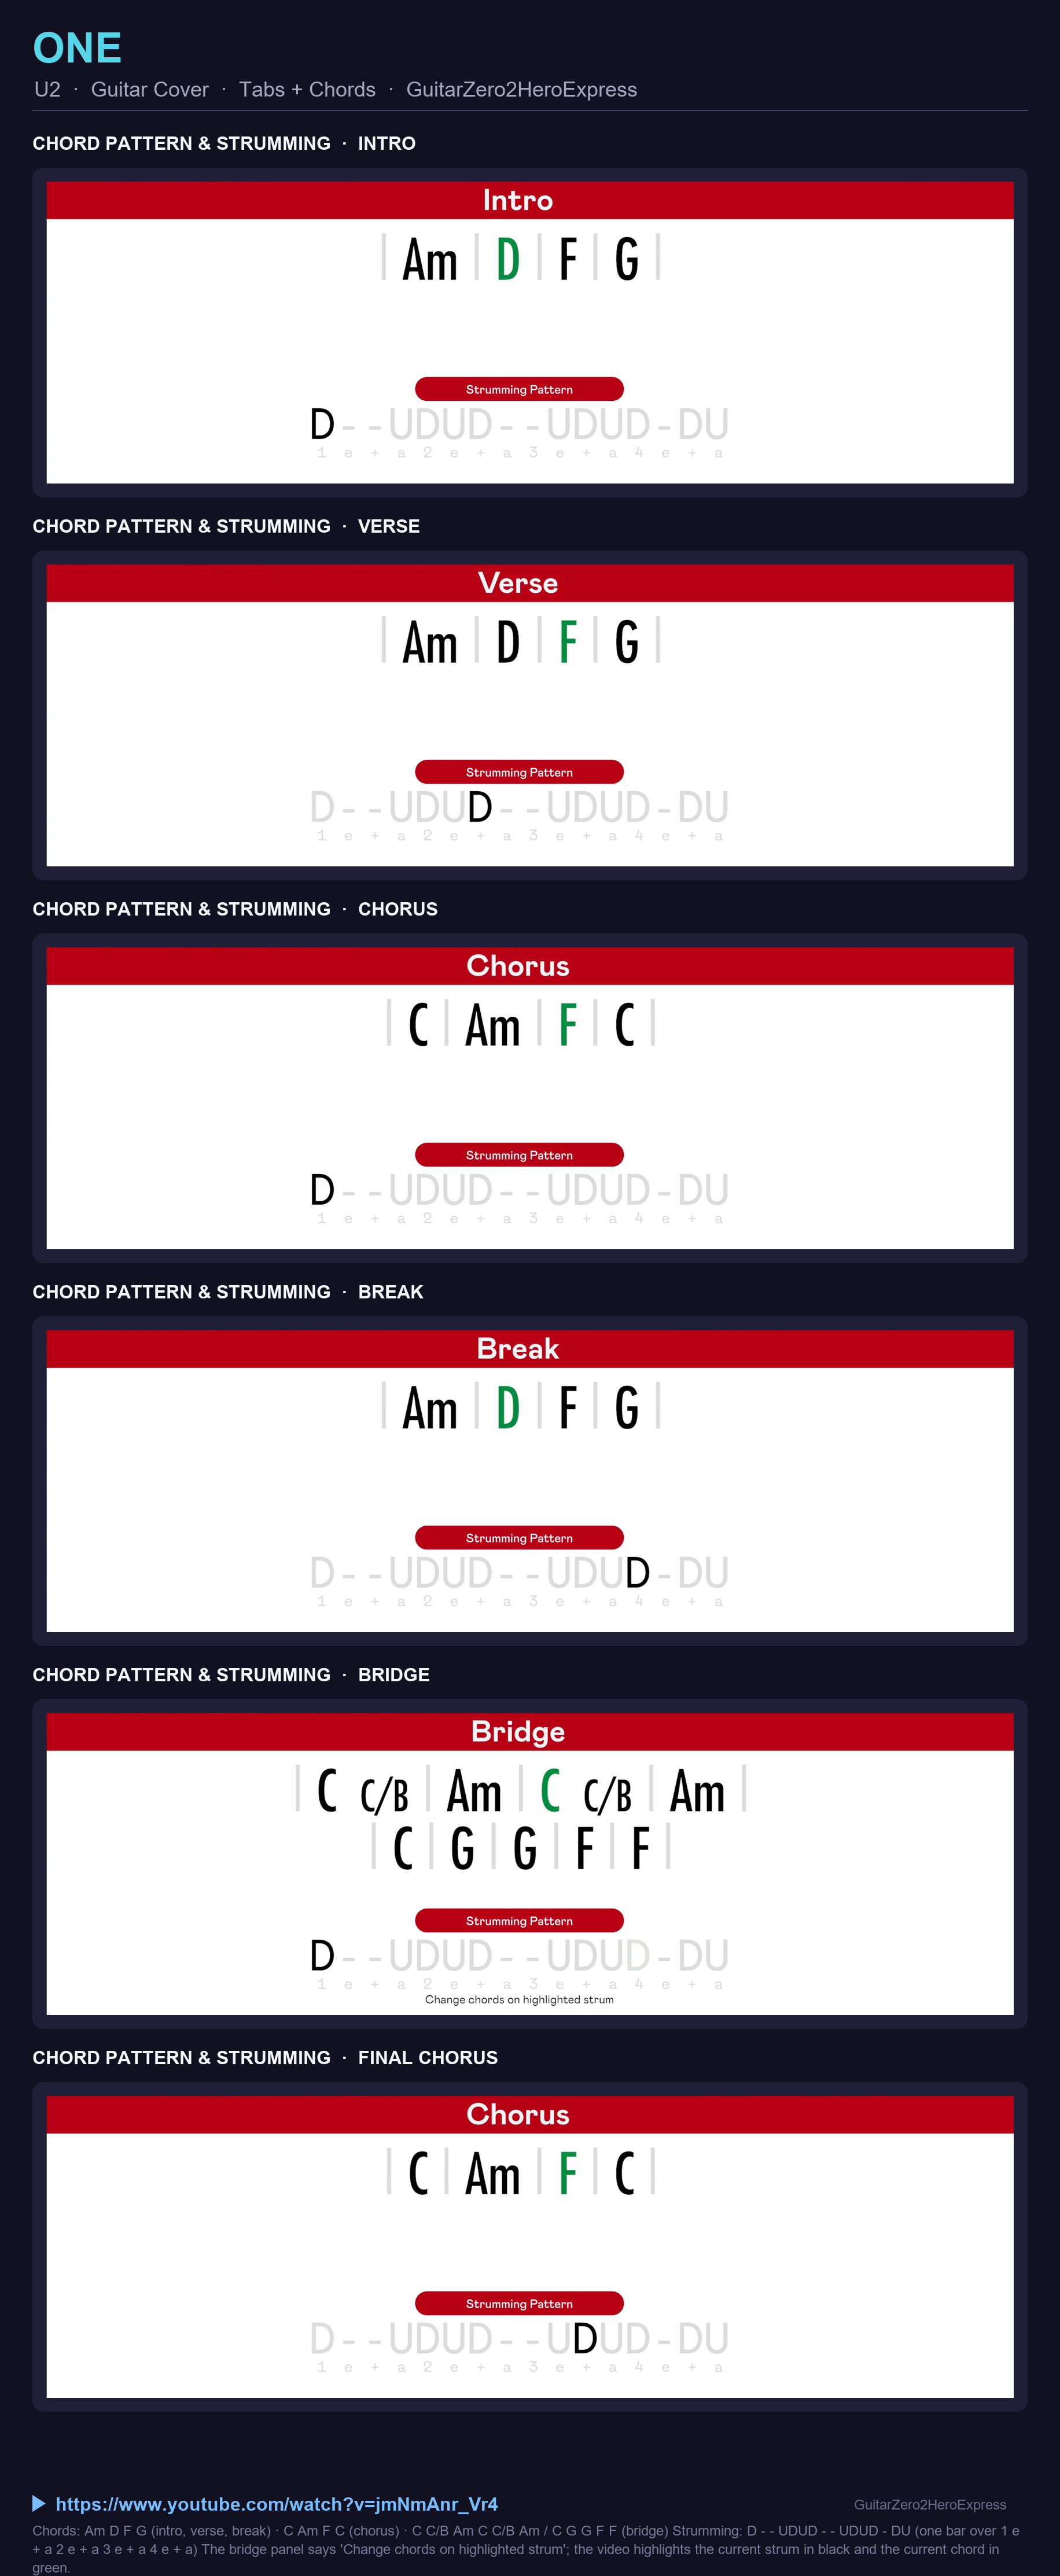 ONE
U2 · Guitar Cover · Tabs + Chords · GuitarZero2HeroExpress
CHORD PATTERN & STRUMMING · INTRO
Intro
| Am | D | F | G |
Strumming Pattern
D--UDUD--UDUD-DU
1 e + a 2 e + a 3 e + a 4 e + a
CHORD PATTERN & STRUMMING · VERSE
Verse
| Am | D | F | G |
Strumming Pattern
D--UDUD--UDUD-DU
1 e + a 2 e + a 3 e + a 4 e + a
CHORD PATTERN & STRUMMING · CHORUS
Chorus
| C | Am | F | C |
Strumming Pattern
D--UDUD--UDUD-DU
1 e + a 2 e + a 3 e + a 4 e + a
CHORD PATTERN & STRUMMING · BREAK
Break
| Am | D | F | G |
Strumming Pattern
D--UDUD--UDUD-DU
1 e + a 2 e + a 3 e + a 4 e + a
CHORD PATTERN & STRUMMING · BRIDGE
Bridge
| C C/B | Am | C C/B | Am |
| C | G | G | F | F |
Strumming Pattern
D--UDUD--UDUD-DU
1 e + a 2 e + a 3 e + a 4 e + a
Change chords on highlighted strum
CHORD PATTERN & STRUMMING · FINAL CHORUS
Chorus
| C | Am | F | C |
Strumming Pattern
D--UDUD--UDUD-DU
1 e + a 2 e + a 3 e + a 4 e + a
https://www.youtube.com/watch?v=jmNmAnr_Vr4 GuitarZero2HeroExpress
Chords: Am D F G (intro, verse, break) · C Am F C (chorus) · C C/B Am C C/B Am / C G G F F (bridge) Strumming: D - - UDUD - - UDUD - DU (one bar over 1 e
+ a 2 e + a 3 e + a 4 e + a) The bridge panel says 'Change chords on highlighted strum'; the video highlights the current strum in black and the current chord in
green.